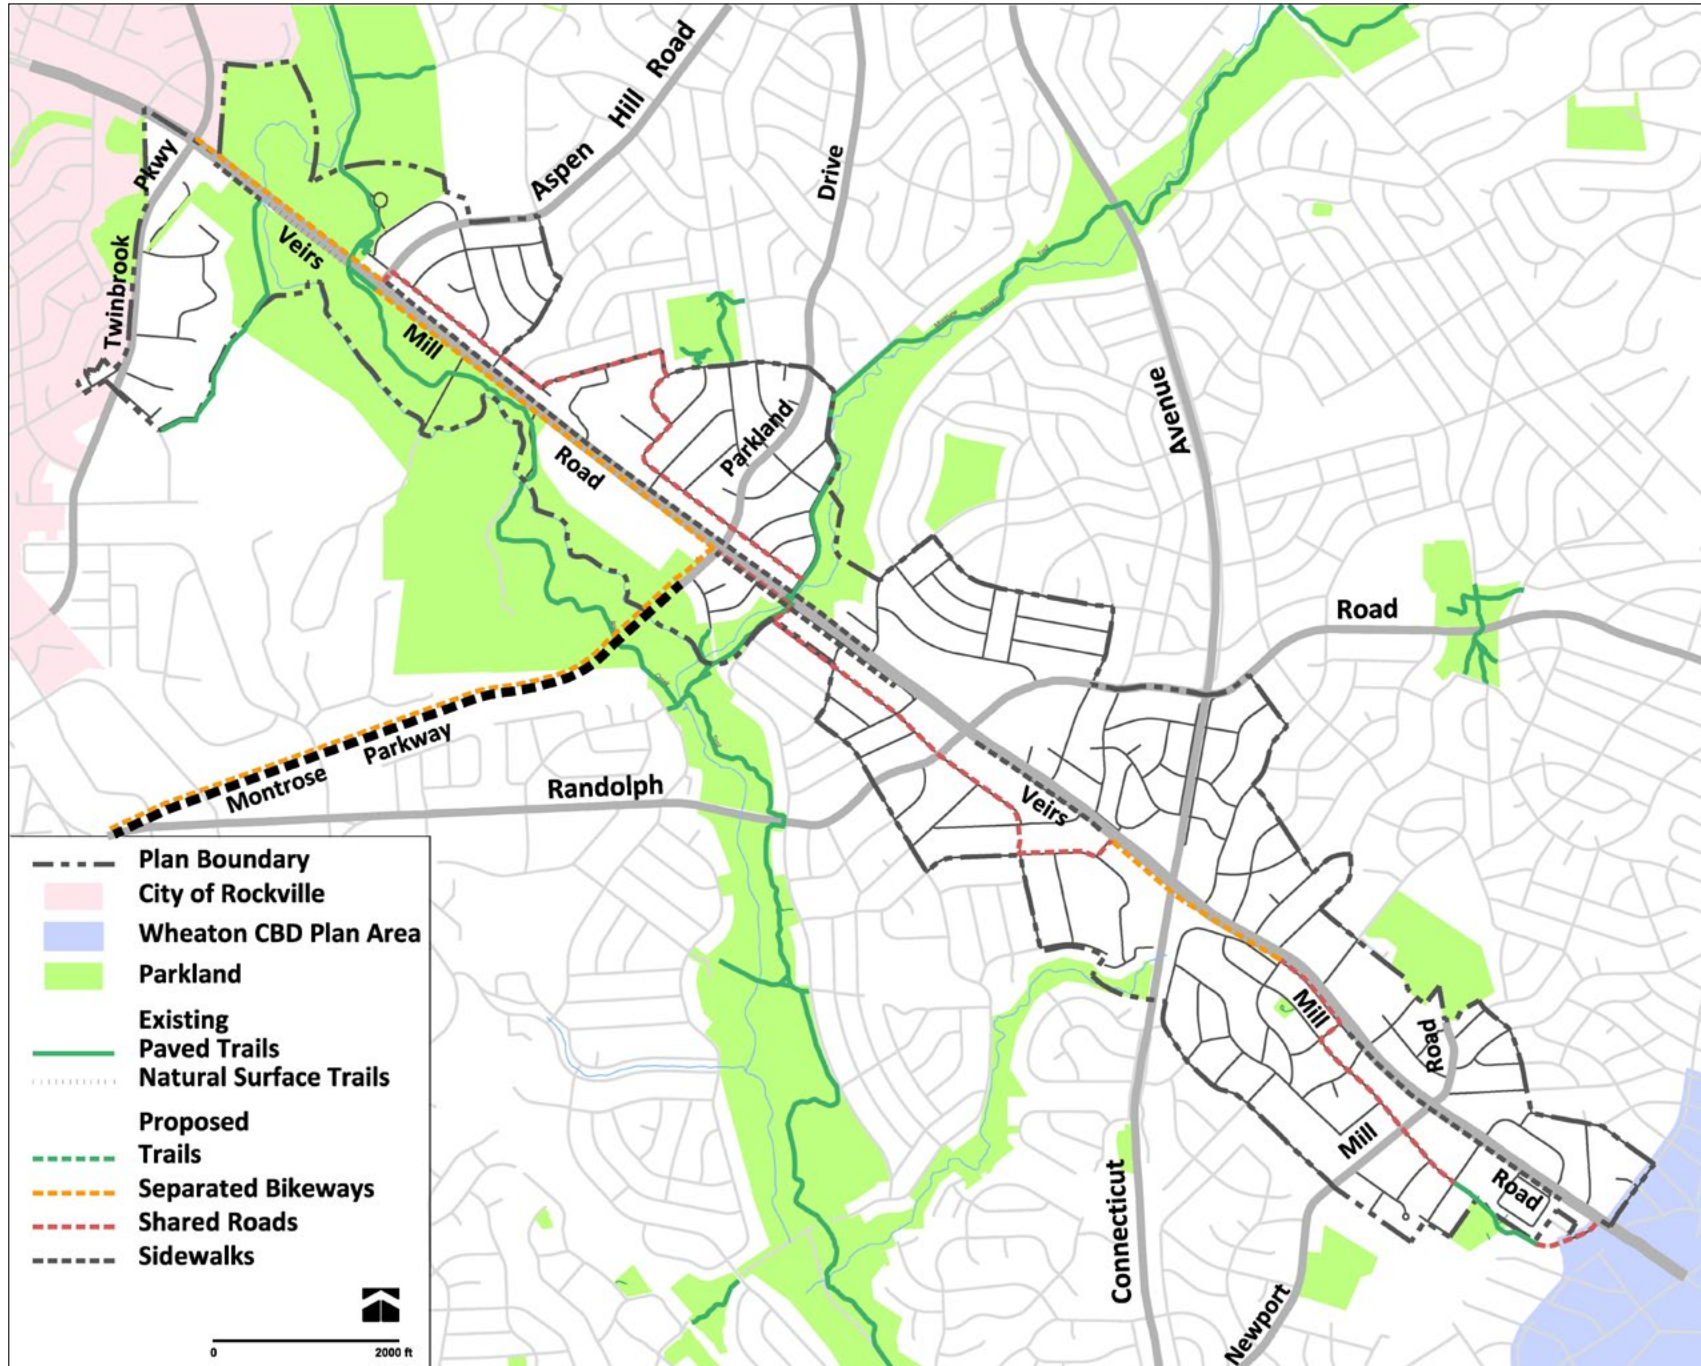 Aspen
Hill
Road
Drive
Pkwy
Twinbrook
Veirs
Mill
Road
Parkland
Avenue
Road
Montrose
Parkway
Randolph
Veirs
Mill
Road
Mill
Road
Connecticut
Newport
Plan Boundary
City of Rockville
Wheaton CBD Plan Area
Parkland
Existing
Paved Trails
Natural Surface Trails
Proposed
Trails
Separated Bikeways
Shared Roads
Sidewalks
0
2000 ft